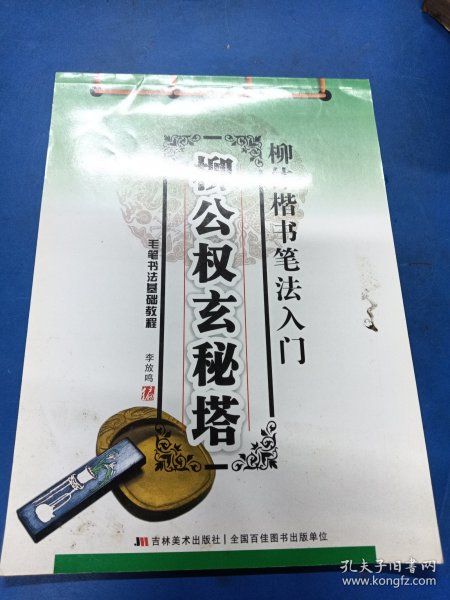 柳体楷书笔法入门
柳公权玄秘塔
毛笔书法基础教程
李放鸣
吉林美术出版社 | 全国百佳图书出版单位
孔夫子旧书网
www.kongfz.com